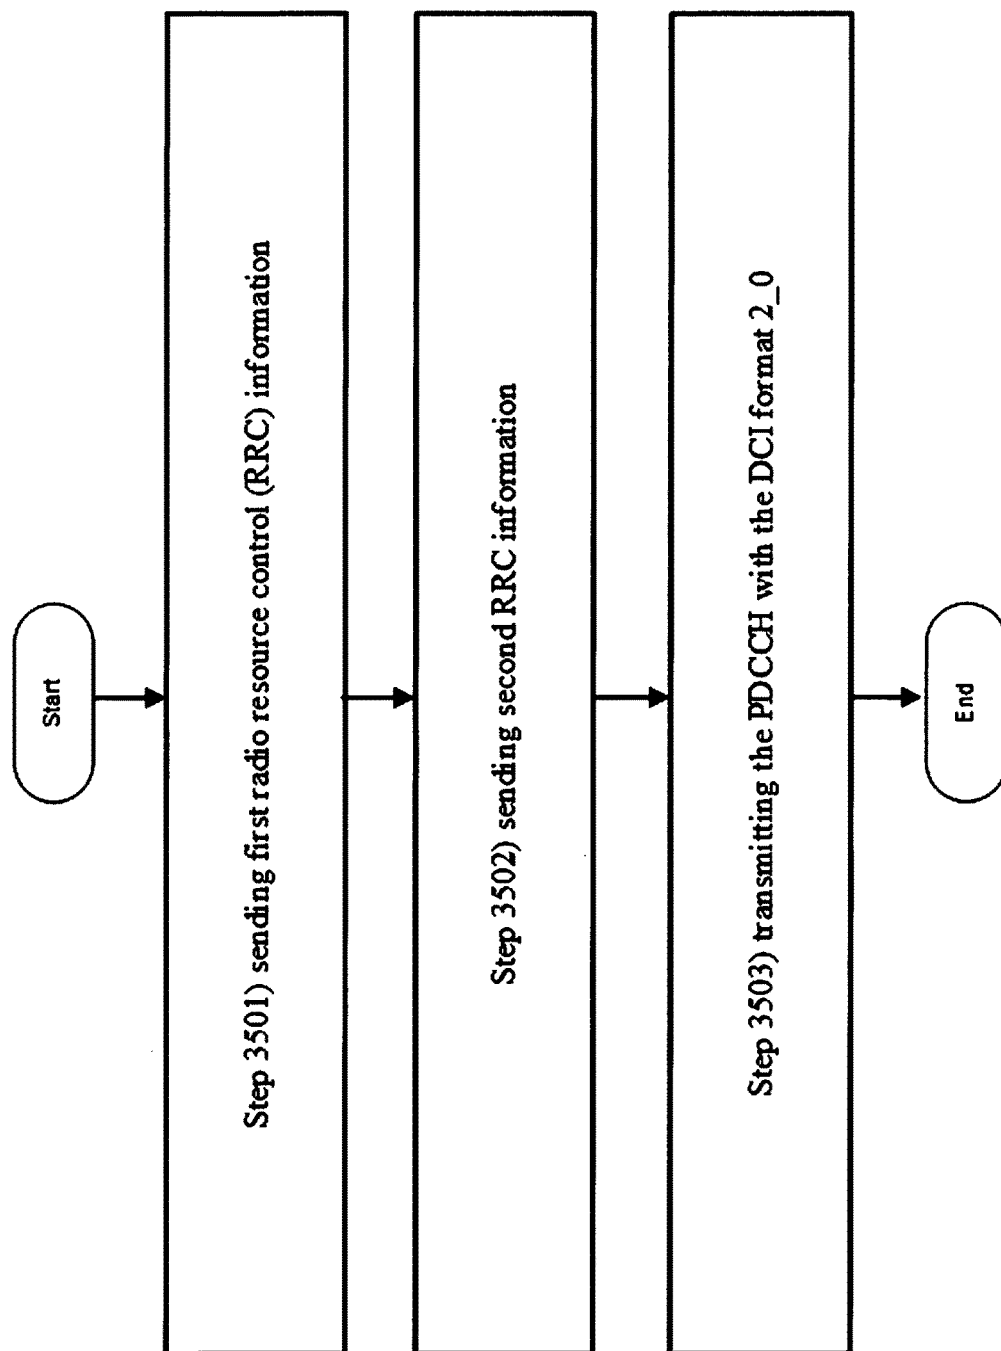 Start
Step 3501) sending first radio resource control (RRC) information
Step 3502) sending second RRC information
Step 3503) transmitting the PDCCH with the DCI format 2_0
End